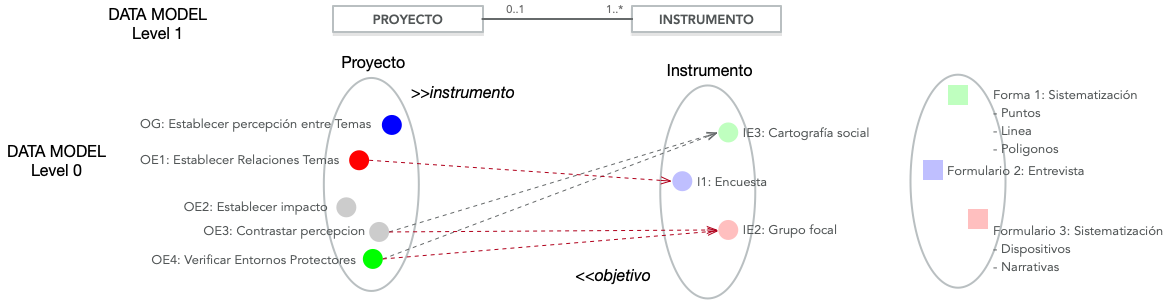 DATA MODEL
Level 1
PROYECTO
0..1
1..*
INSTRUMENTO
Proyecto
>>instrumento
Instrumento
OG: Establecer percepción entre Temas
OE1: Establecer Relaciones Temas
DATA MODEL
Level 0
OE2: Establecer impacto
OE3: Contrastar percepcion
OE4: Verificar Entornos Protectores
IE3: Cartografía social
I1: Encuesta
IE2: Grupo focal
<<objetivo
Forma 1: Sistematización
- Puntos
- Linea
- Poligonos
Formulario 2: Entrevista
Formulario 3: Sistematización
- Dispositivos
- Narrativas